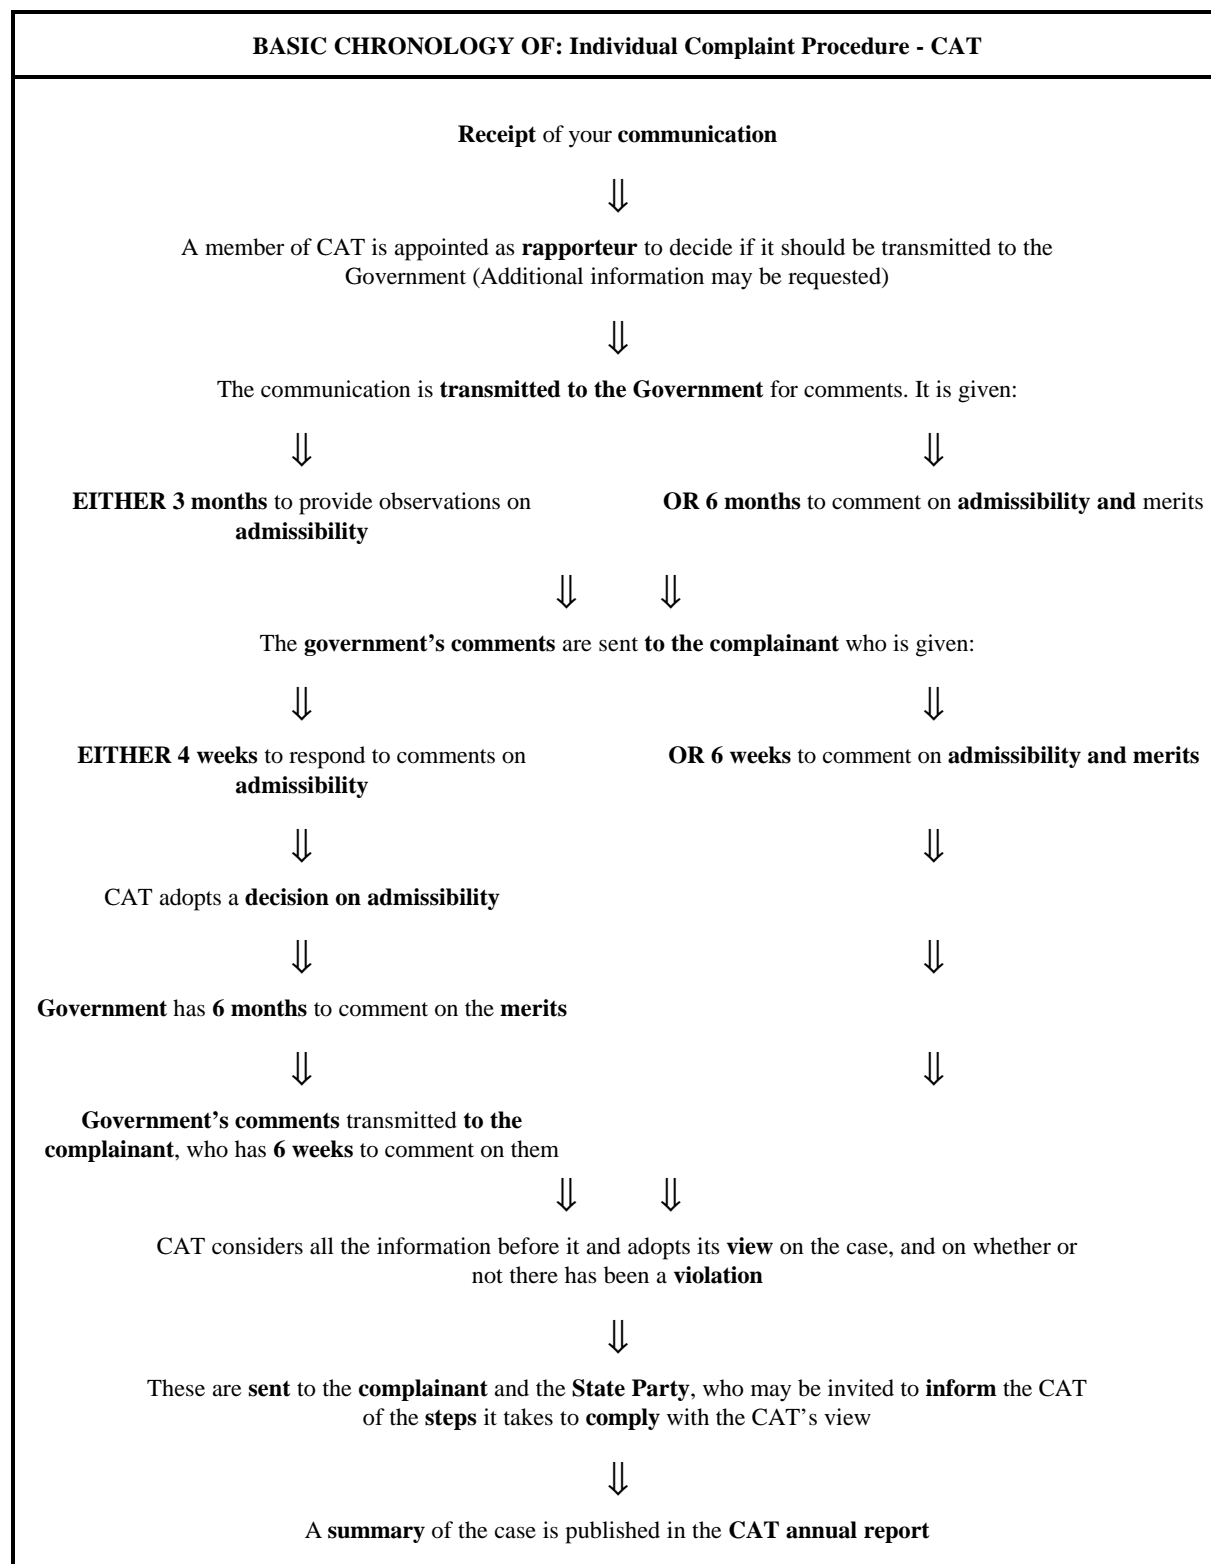 BASIC CHRONOLOGY OF: Individual Complaint Procedure - CAT
Receipt of your communication
⇓
A member of CAT is appointed as rapporteur to decide if it should be transmitted to the
Government (Additional information may be requested)
⇓
The communication is transmitted to the Government for comments. It is given:
⇓ ⇓
EITHER 3 months to provide observations on
admissibility
OR 6 months to comment on admissibility and merits
⇓ ⇓
The government’s comments are sent to the complainant who is given:
⇓ ⇓
EITHER 4 weeks to respond to comments on
admissibility
OR 6 weeks to comment on admissibility and merits
⇓ ⇓
CAT adopts a decision on admissibility
⇓ ⇓
Government has 6 months to comment on the merits
⇓ ⇓
Government’s comments transmitted to the
complainant, who has 6 weeks to comment on them
⇓ ⇓
CAT considers all the information before it and adopts its view on the case, and on whether or
not there has been a violation
⇓
These are sent to the complainant and the State Party, who may be invited to inform the CAT
of the steps it takes to comply with the CAT’s view
⇓
A summary of the case is published in the CAT annual report